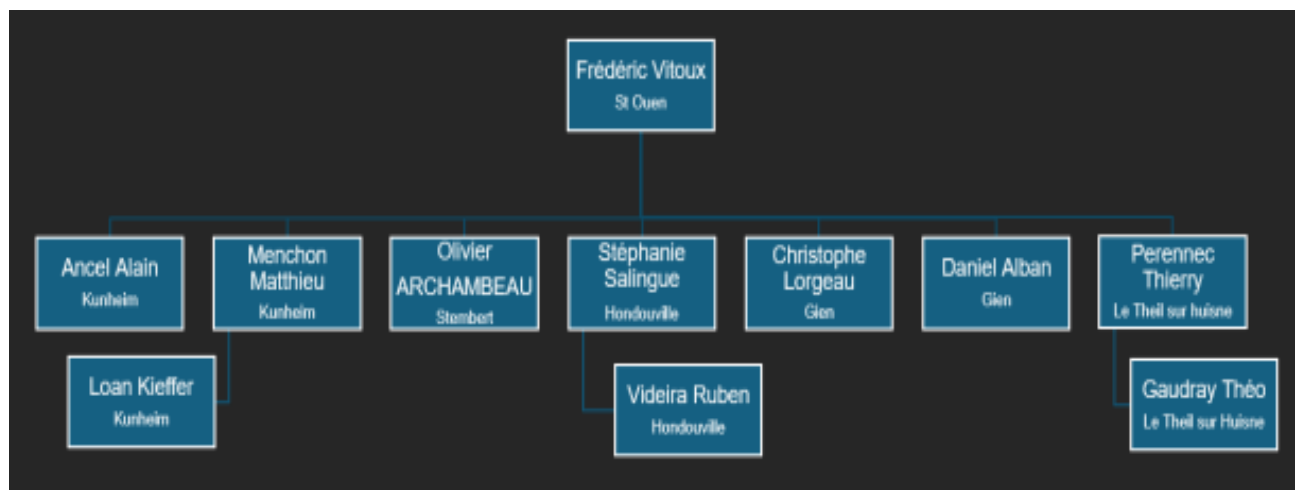 Frédéric Vitoux
St Ouen
Ancel Alain
Kunheim
Menchon
Matthieu
Kunheim
Olivier
ARCHAMBEAU
Stembert
Stéphanie
Salingue
Hondouville
Christophe
Lorgeau
Gien
Daniel Alban
Gien
Perennec
Thierry
Le Theil sur huisne
Loan Kieffer
Kunheim
Videira Ruben
Hondouville
Gaudray Théo
Le Theil sur Huisne